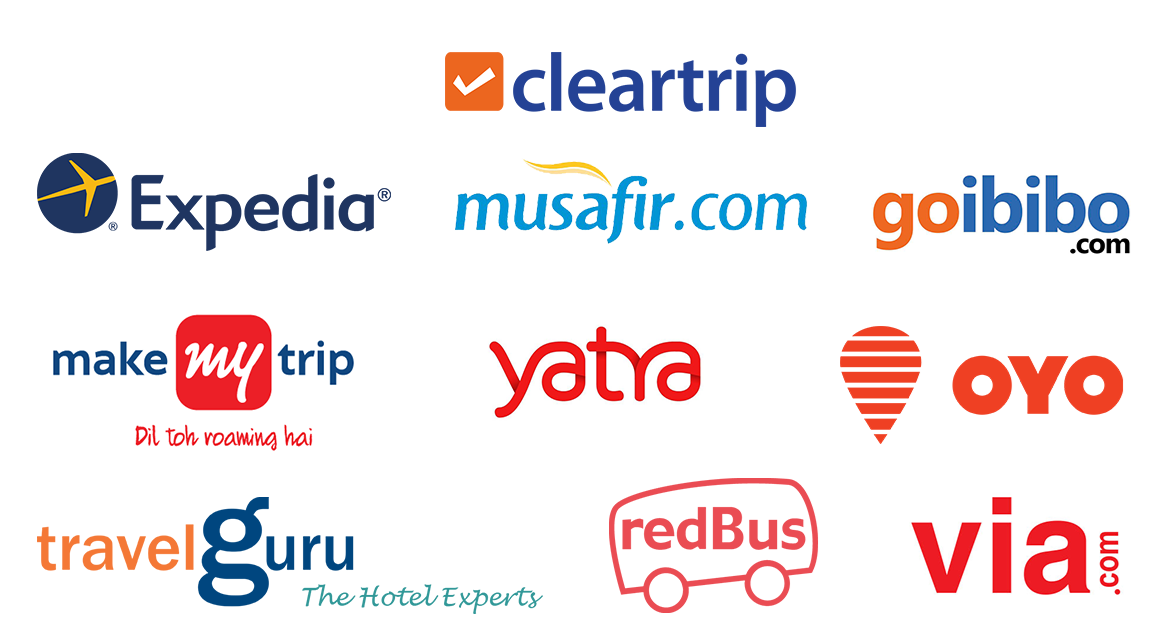 cleartrip
Expedia®
®
musafir.com
goibibo
.com
make my trip
Dil toh roaming hai
yatra
OYO
travelguru
The Hotel Experts
redBus
via.com